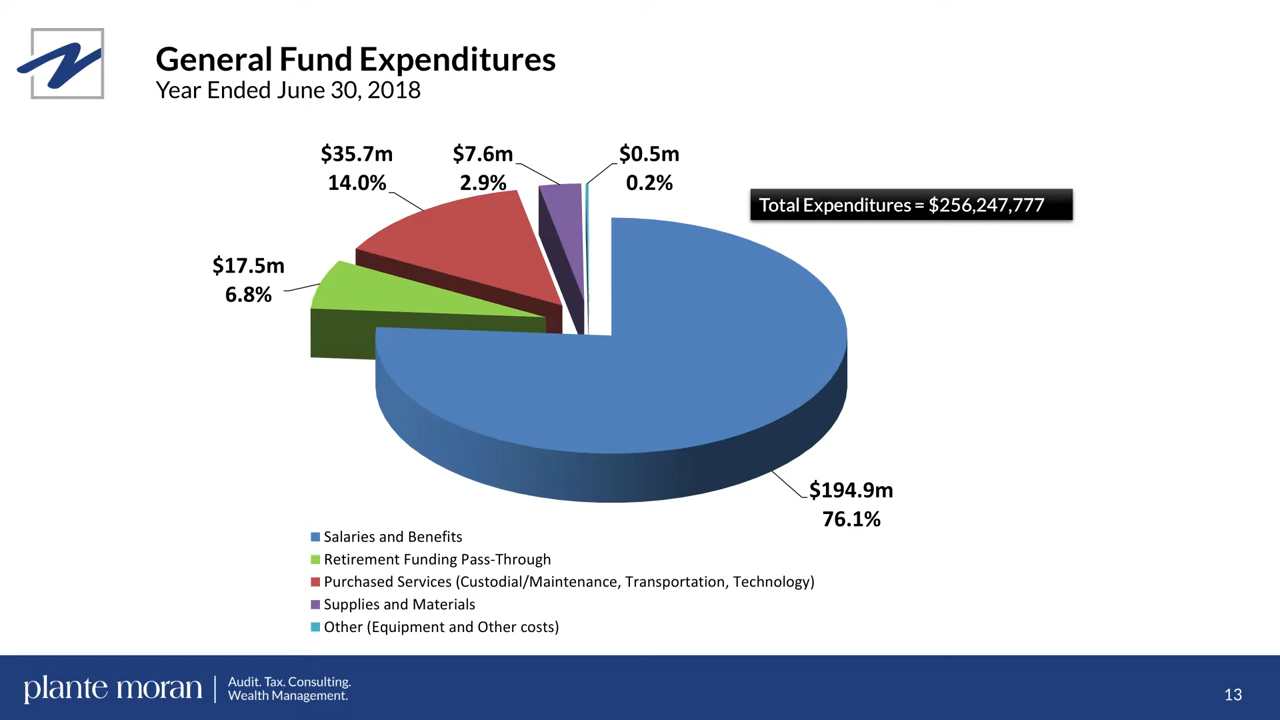 General Fund Expenditures
Year Ended June 30, 2018
$35.7m
14.0%
$7.6m
2.9%
$0.5m
0.2%
Total Expenditures = $256,247,777
$17.5m
6.8%
$194.9m
76.1%
Salaries and Benefits
Retirement Funding Pass-Through
Purchased Services (Custodial/Maintenance, Transportation, Technology)
Supplies and Materials
Other (Equipment and Other costs)
plante moran
Audit. Tax. Consulting.
Wealth Management.
13